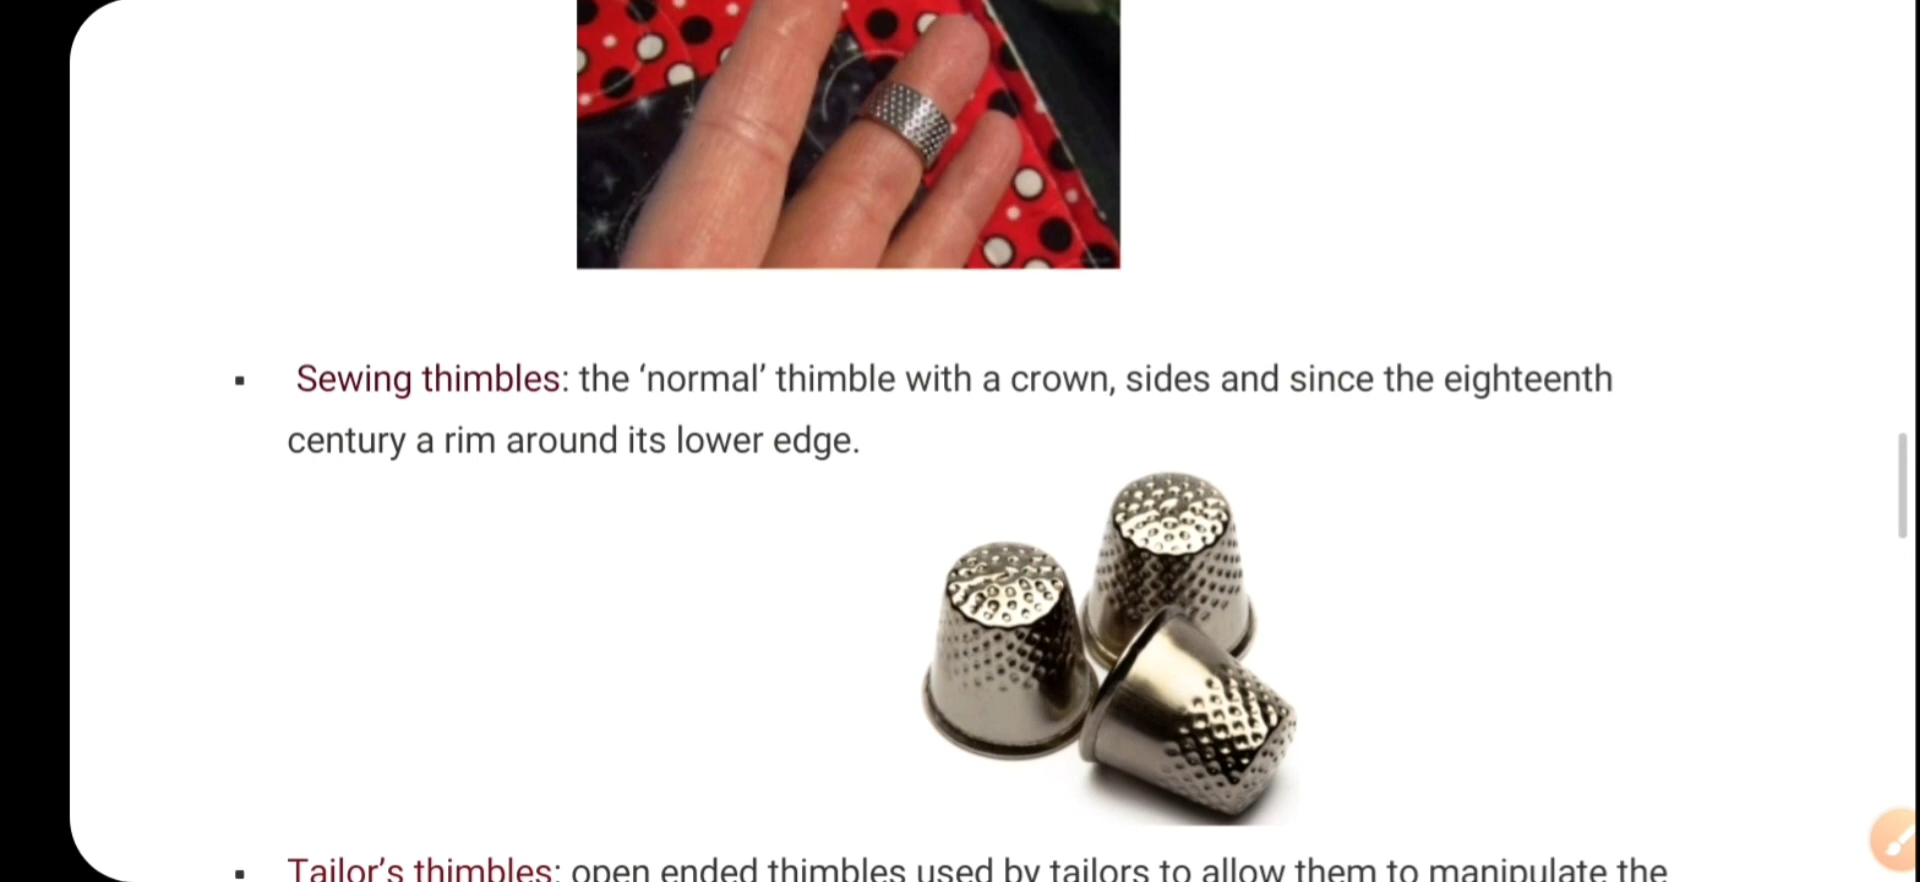 ▪ Sewing thimbles: the ‘normal’ thimble with a crown, sides and since the eighteenth
century a rim around its lower edge.
▪ Tailor’s thimbles: open ended thimbles used by tailors to allow them to manipulate the